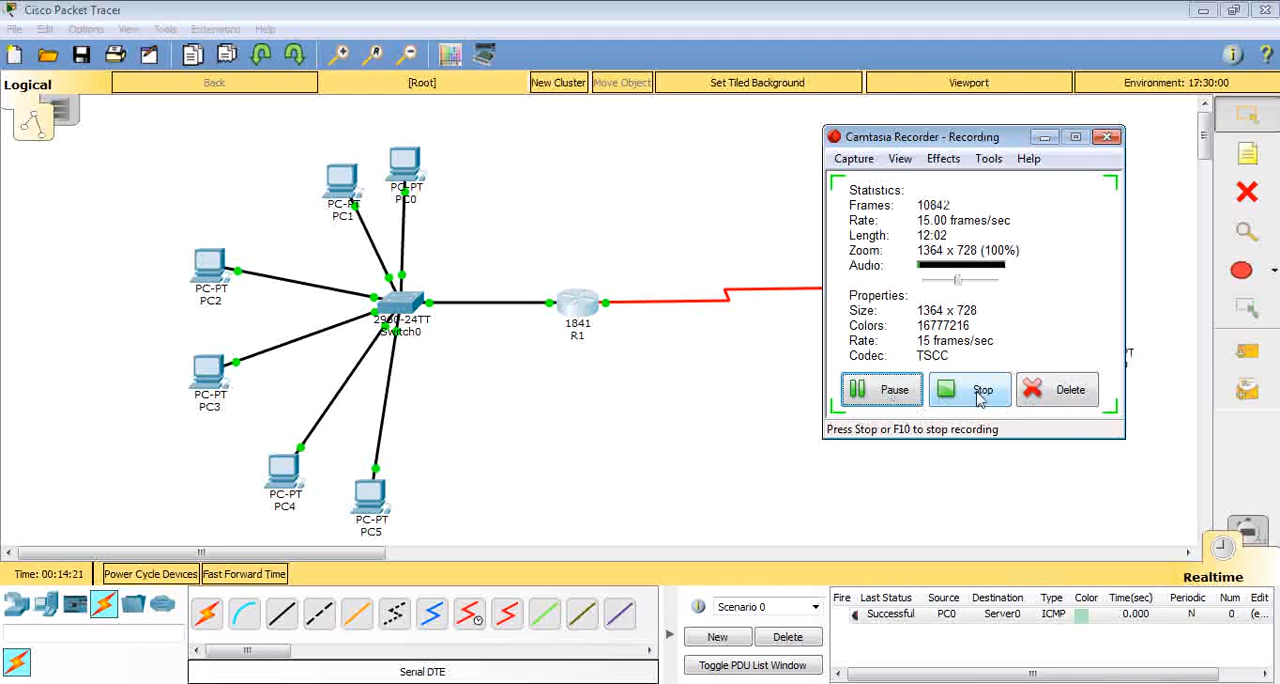 Cisco Packet Tracer
File Edit Options View Tools Extensions Help
Logical
Back
[Root]
New Cluster
Move Object
Set Tiled Background
Viewport
Environment: 17:30:00
PC-PT
PC0
PC-PT
PC1
PC-PT
PC2
PC-PT
PC3
PC-PT
PC4
PC-PT
PC5
2960-24TT
Switch0
1841
R1
Camtasia Recorder - Recording
Capture View Effects Tools Help
Statistics:
Frames: 10842
Rate: 15.00 frames/sec
Length: 12:02
Zoom: 1364 x 728 (100%)
Audio:
Properties:
Size: 1364 x 728
Colors: 16777216
Rate: 15 frames/sec
Codec: TSCC
Pause
Stop
Delete
Press Stop or F10 to stop recording
Time: 00:14:21
Power Cycle Devices
Fast Forward Time
Realtime
Serial DTE
Scenario 0
New
Delete
Toggle PDU List Window
Fire Last Status Source Destination Type Color Time(sec) Periodic Num Edit
Successful PC0 Server0 ICMP 0.000 N 0 (e...